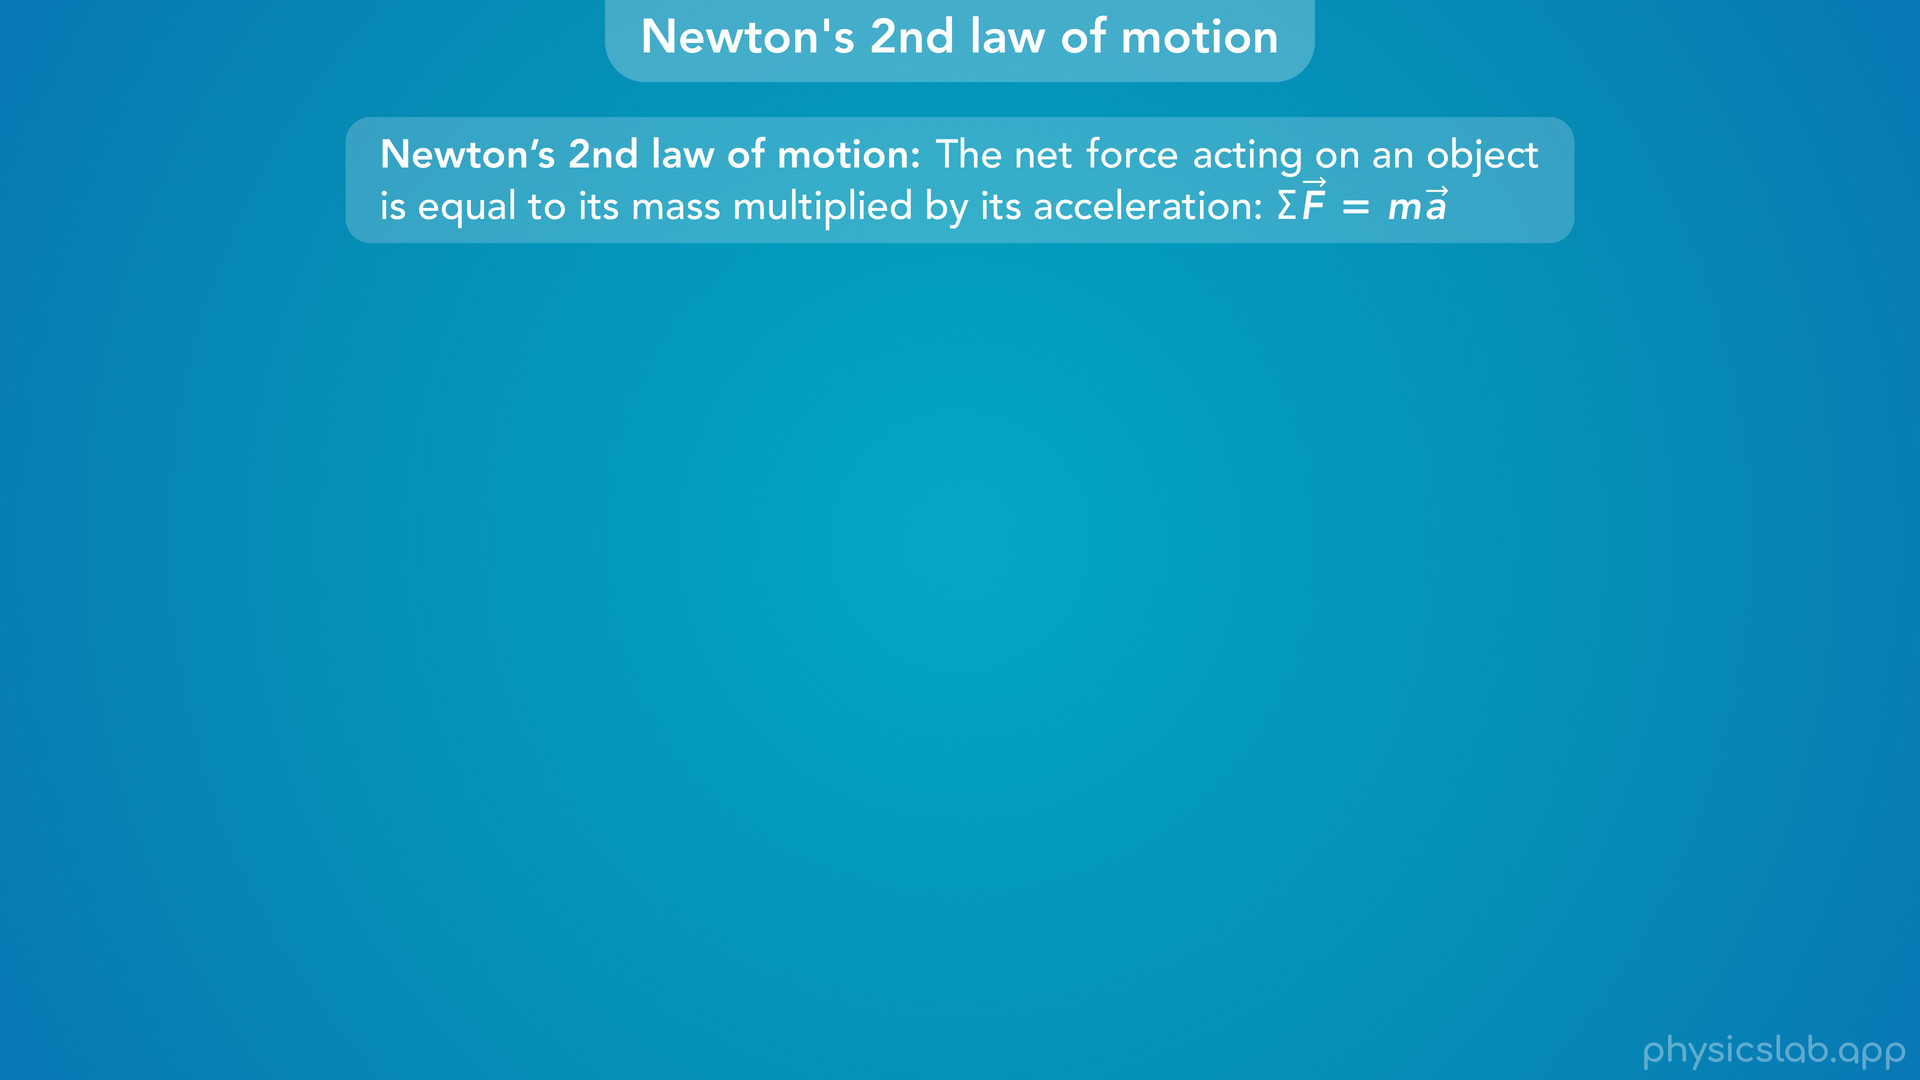 Newton's 2nd law of motion
Newton’s 2nd law of motion: The net force acting on an object
is equal to its mass multiplied by its acceleration: ΣF⃗ = ma⃗
physicslab.app